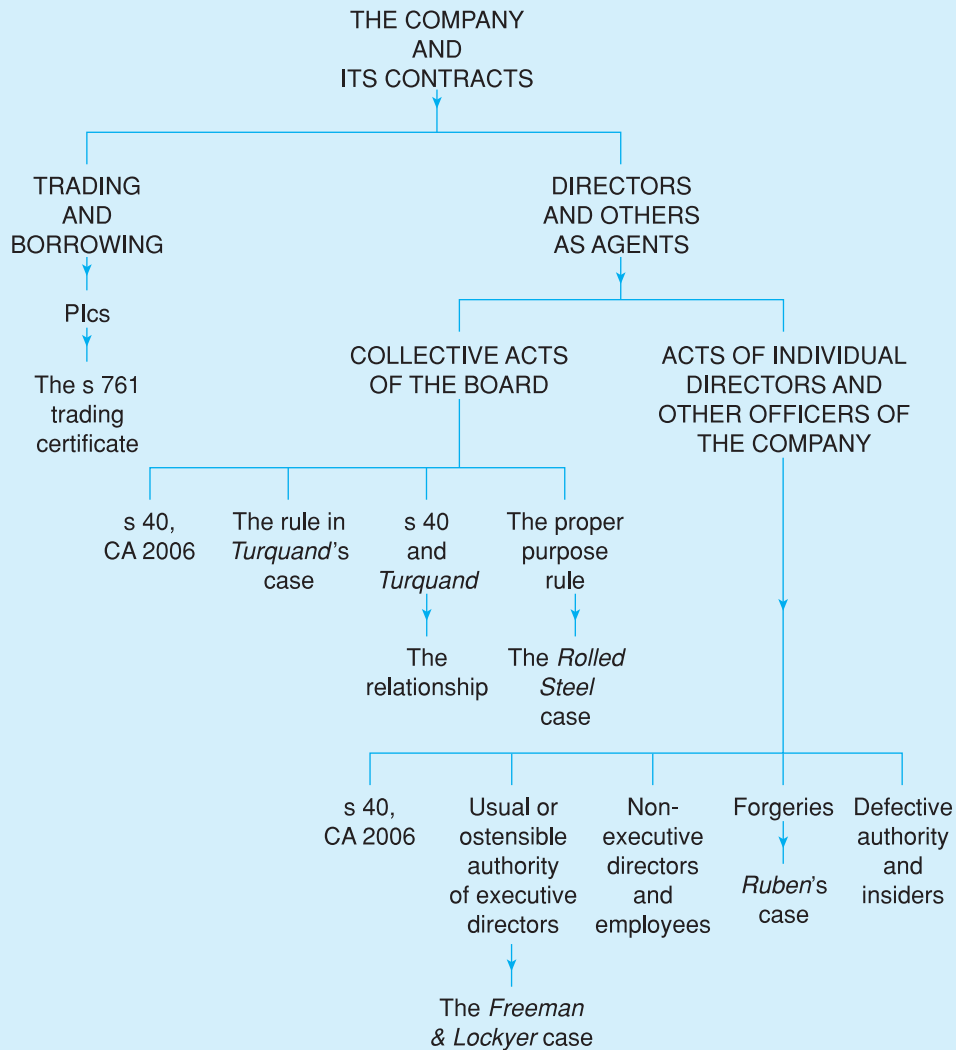 THE COMPANY
AND
ITS CONTRACTS
TRADING
AND
BORROWING
Plcs
The s 761
trading
certificate
DIRECTORS
AND OTHERS
AS AGENTS
COLLECTIVE ACTS
OF THE BOARD
s 40,
CA 2006
The rule in
Turquand's
case
s 40
and
Turquand
The
relationship
The proper
purpose
rule
The Rolled
Steel
case
ACTS OF INDIVIDUAL
DIRECTORS AND
OTHER OFFICERS OF
THE COMPANY
s 40,
CA 2006
Usual or
ostensible
authority
of executive
directors
The Freeman
& Lockyer case
Non-
executive
directors
and
employees
Forgeries
Ruben's
case
Defective
authority
and
insiders